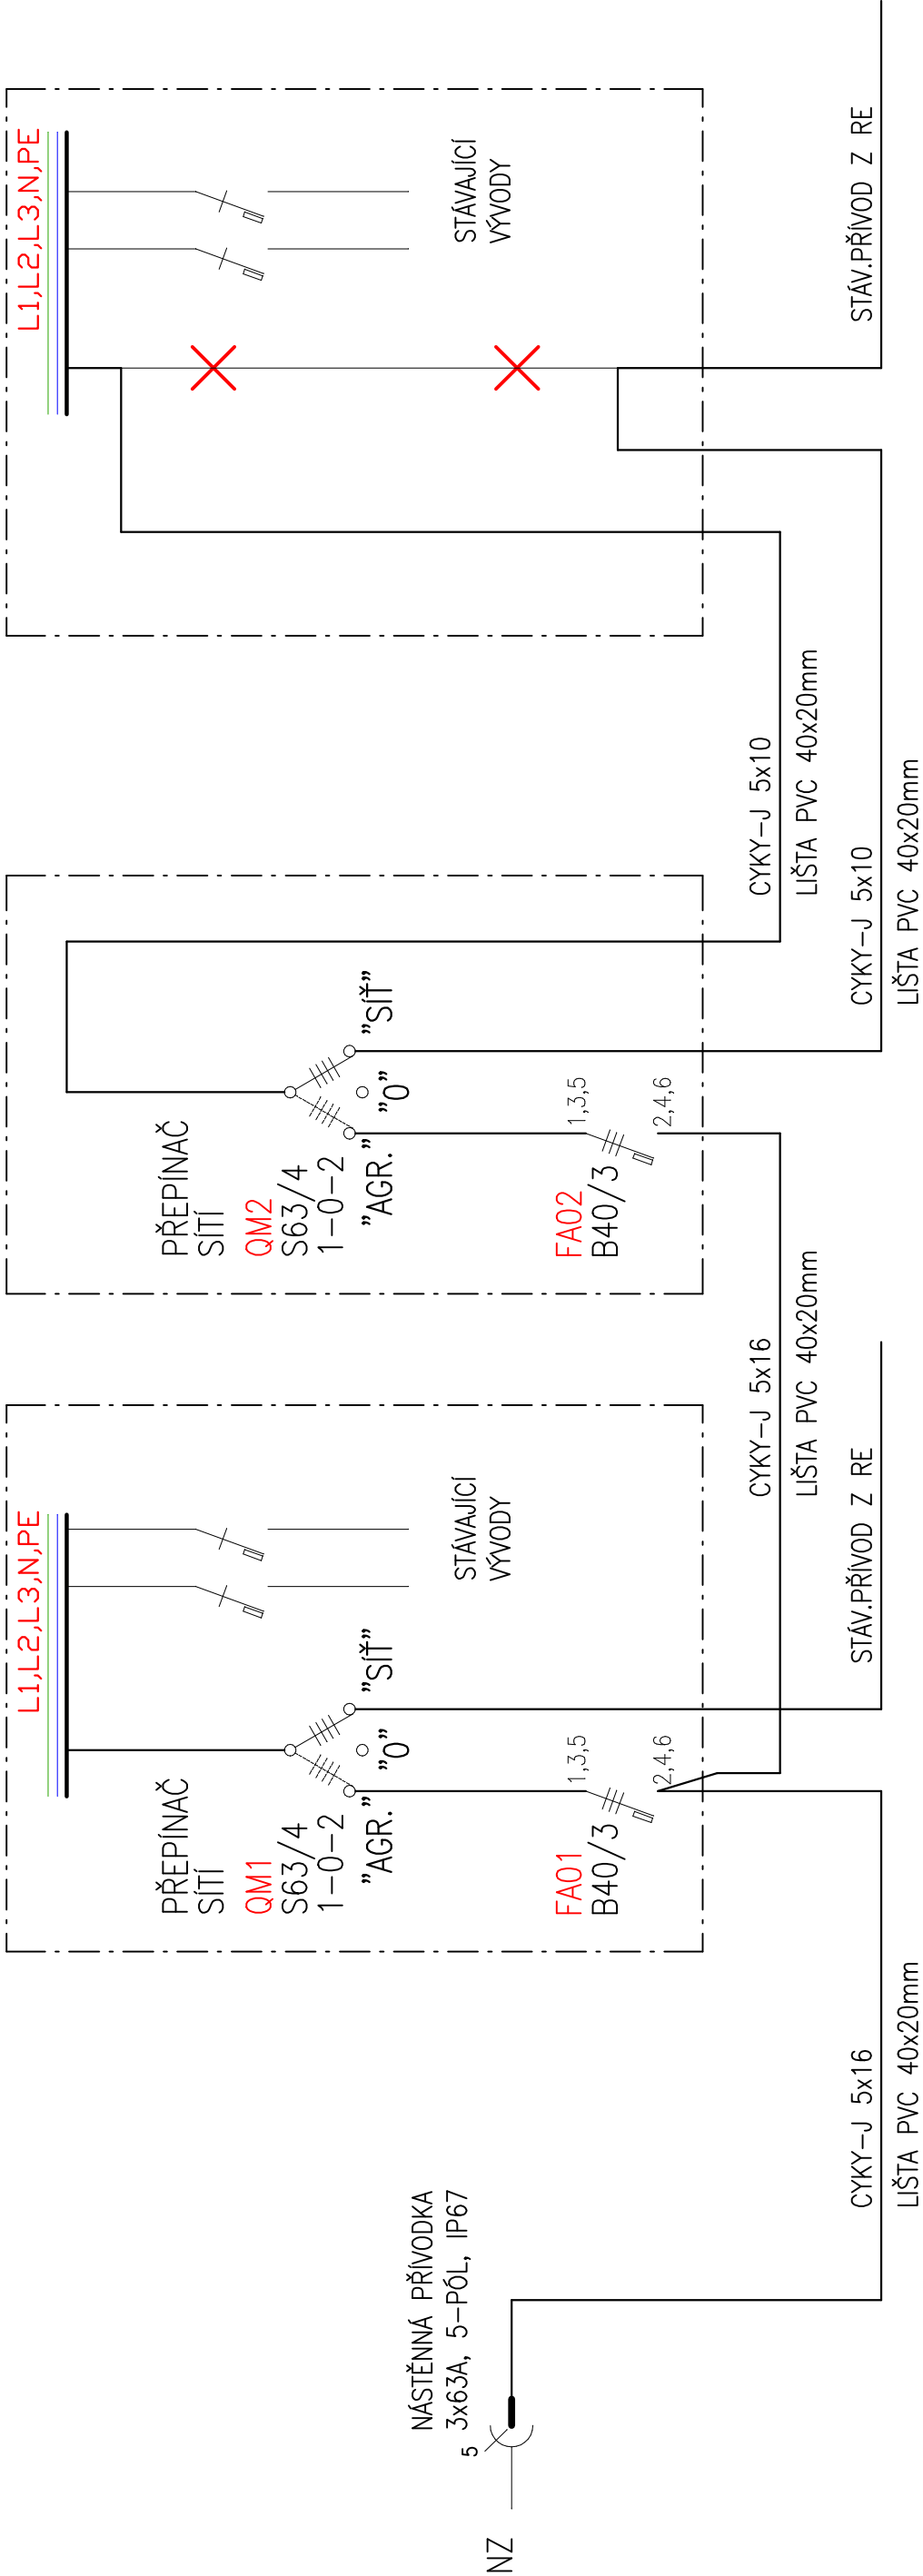 NZ
5
NÁSTĚNNÁ PŘÍVODKA
3x63A, 5-PÓL, IP67
CYKY-J 5x16
LIŠTA PVC 40x20mm
L1,L2,L3,N,PE
PŘEPÍNAČ
SÍTÍ
QM1
S63/4
1-0-2
"AGR."
"0"
"SÍŤ"
FA01
B40/3
1,3,5
2,4,6
STÁVAJÍCÍ
VÝVODY
STÁV.PŘÍVOD Z RE
CYKY-J 5x16
LIŠTA PVC 40x20mm
PŘEPÍNAČ
SÍTÍ
QM2
S63/4
1-0-2
"AGR."
"0"
"SÍŤ"
FA02
B40/3
1,3,5
2,4,6
CYKY-J 5x10
LIŠTA PVC 40x20mm
CYKY-J 5x10
LIŠTA PVC 40x20mm
L1,L2,L3,N,PE
STÁVAJÍCÍ
VÝVODY
STÁV.PŘÍVOD Z RE